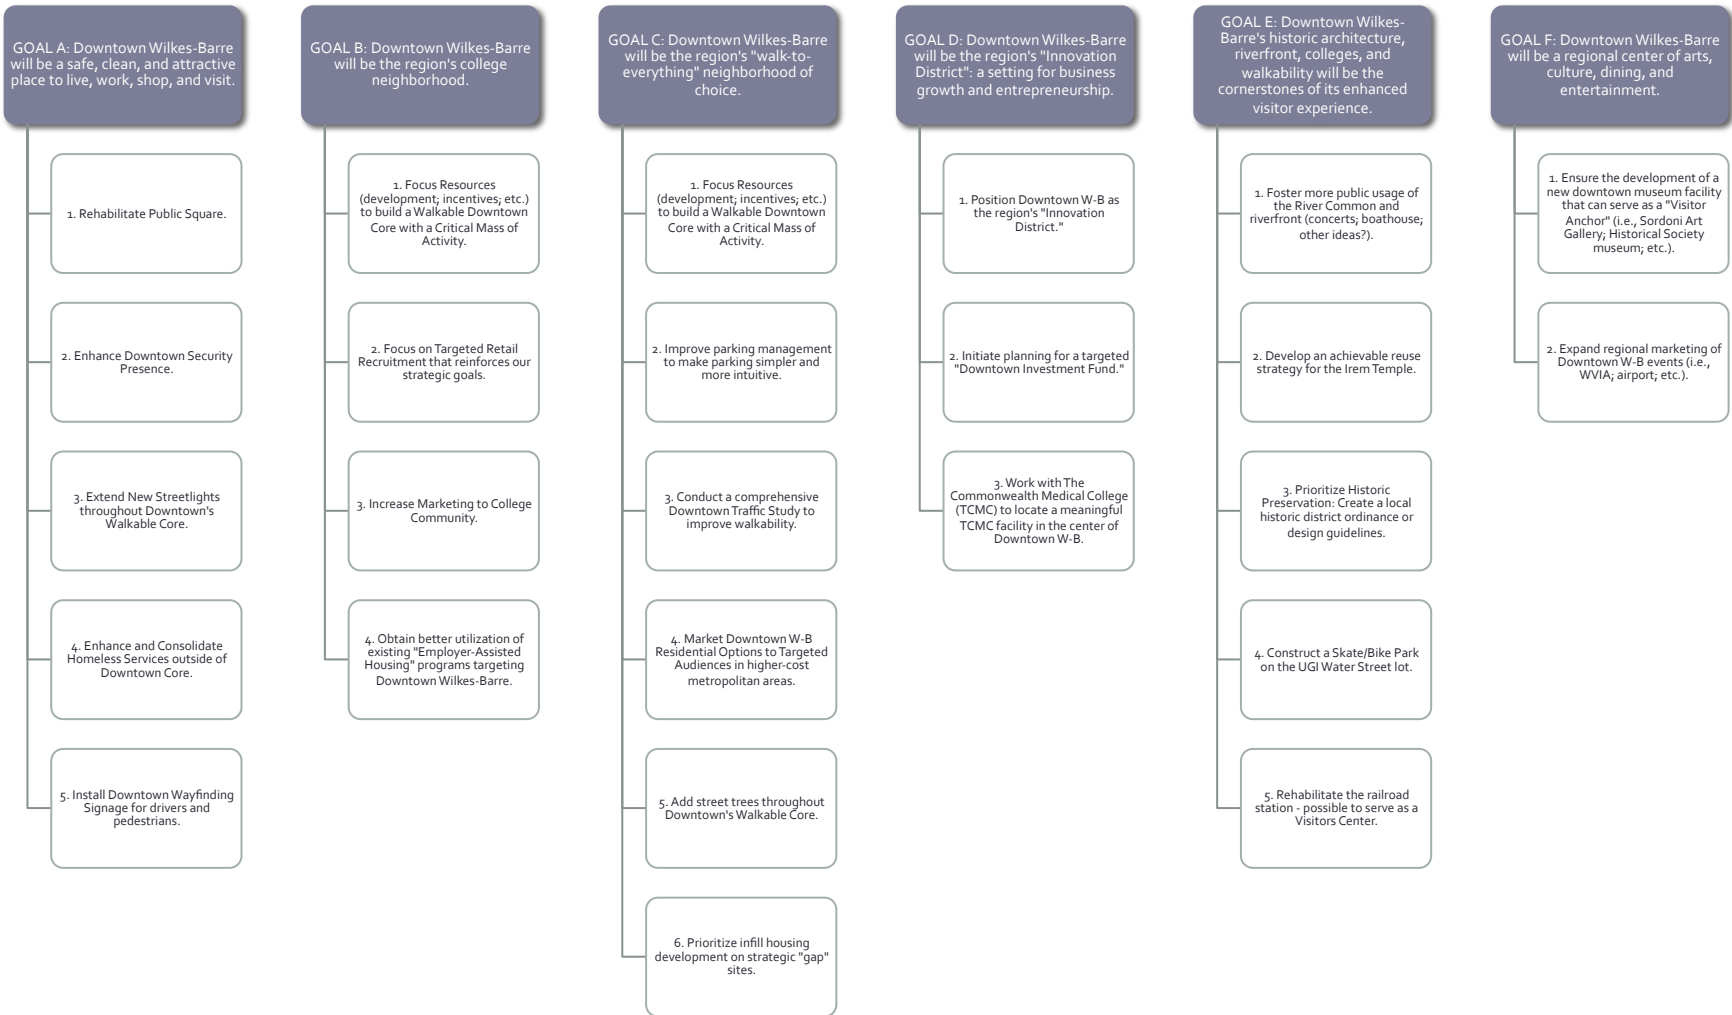 GOAL A: Downtown Wilkes-Barre
will be a safe, clean, and attractive
place to live, work, shop, and visit.
1. Rehabilitate Public Square.
2. Enhance Downtown Security
Presence.
3. Extend New Streetlights
throughout Downtown's
Walkable Core.
4. Enhance and Consolidate
Homeless Services outside of
Downtown Core.
5. Install Downtown Wayfinding
Signage for drivers and
pedestrians.
GOAL B: Downtown Wilkes-Barre
will be the region's college
neighborhood.
1. Focus Resources
(development; incentives; etc.)
to build a Walkable Downtown
Core with a Critical Mass of
Activity.
2. Focus on Targeted Retail
Recruitment that reinforces our
strategic goals.
3. Increase Marketing to College
Community.
4. Obtain better utilization of
existing "Employer-Assisted
Housing" programs targeting
Downtown Wilkes-Barre.
GOAL C: Downtown Wilkes-Barre
will be the region's "walk-to-
everything" neighborhood of
choice.
1. Focus Resources
(development; incentives; etc.)
to build a Walkable Downtown
Core with a Critical Mass of
Activity.
2. Improve parking management
to make parking simpler and
more intuitive.
3. Conduct a comprehensive
Downtown Traffic Study to
improve walkability.
4. Market Downtown W-B
Residential Options to Targeted
Audiences in higher-cost
metropolitan areas.
5. Add street trees throughout
Downtown's Walkable Core.
6. Prioritize infill housing
development on strategic "gap"
sites.
GOAL D: Downtown Wilkes-Barre
will be the region's "Innovation
District": a setting for business
growth and entrepreneurship.
1. Position Downtown W-B as
the region's "Innovation
District."
2. Initiate planning for a targeted
"Downtown Investment Fund."
3. Work with The
Commonwealth Medical College
(TCMC) to locate a meaningful
TCMC facility in the center of
Downtown W-B.
GOAL E: Downtown Wilkes-
Barre's historic architecture,
riverfront, colleges, and
walkability will be the
cornerstones of its enhanced
visitor experience.
1. Foster more public usage of
the River Common and
riverfront (concerts; boathouse;
other ideas?).
2. Develop an achievable reuse
strategy for the Irem Temple.
3. Prioritize Historic
Preservation: Create a local
historic district ordinance or
design guidelines.
4. Construct a Skate/Bike Park
on the UGI Water Street lot.
5. Rehabilitate the railroad
station - possible to serve as a
Visitors Center.
GOAL F: Downtown Wilkes-Barre
will be a regional center of arts,
culture, dining, and
entertainment.
1. Ensure the development of a
new downtown museum facility
that can serve as a "Visitor
Anchor" (i.e., Sordoni Art
Gallery; Historical Society
museum; etc.).
2. Expand regional marketing of
Downtown W-B events (i.e.,
WVIA; airport; etc.).